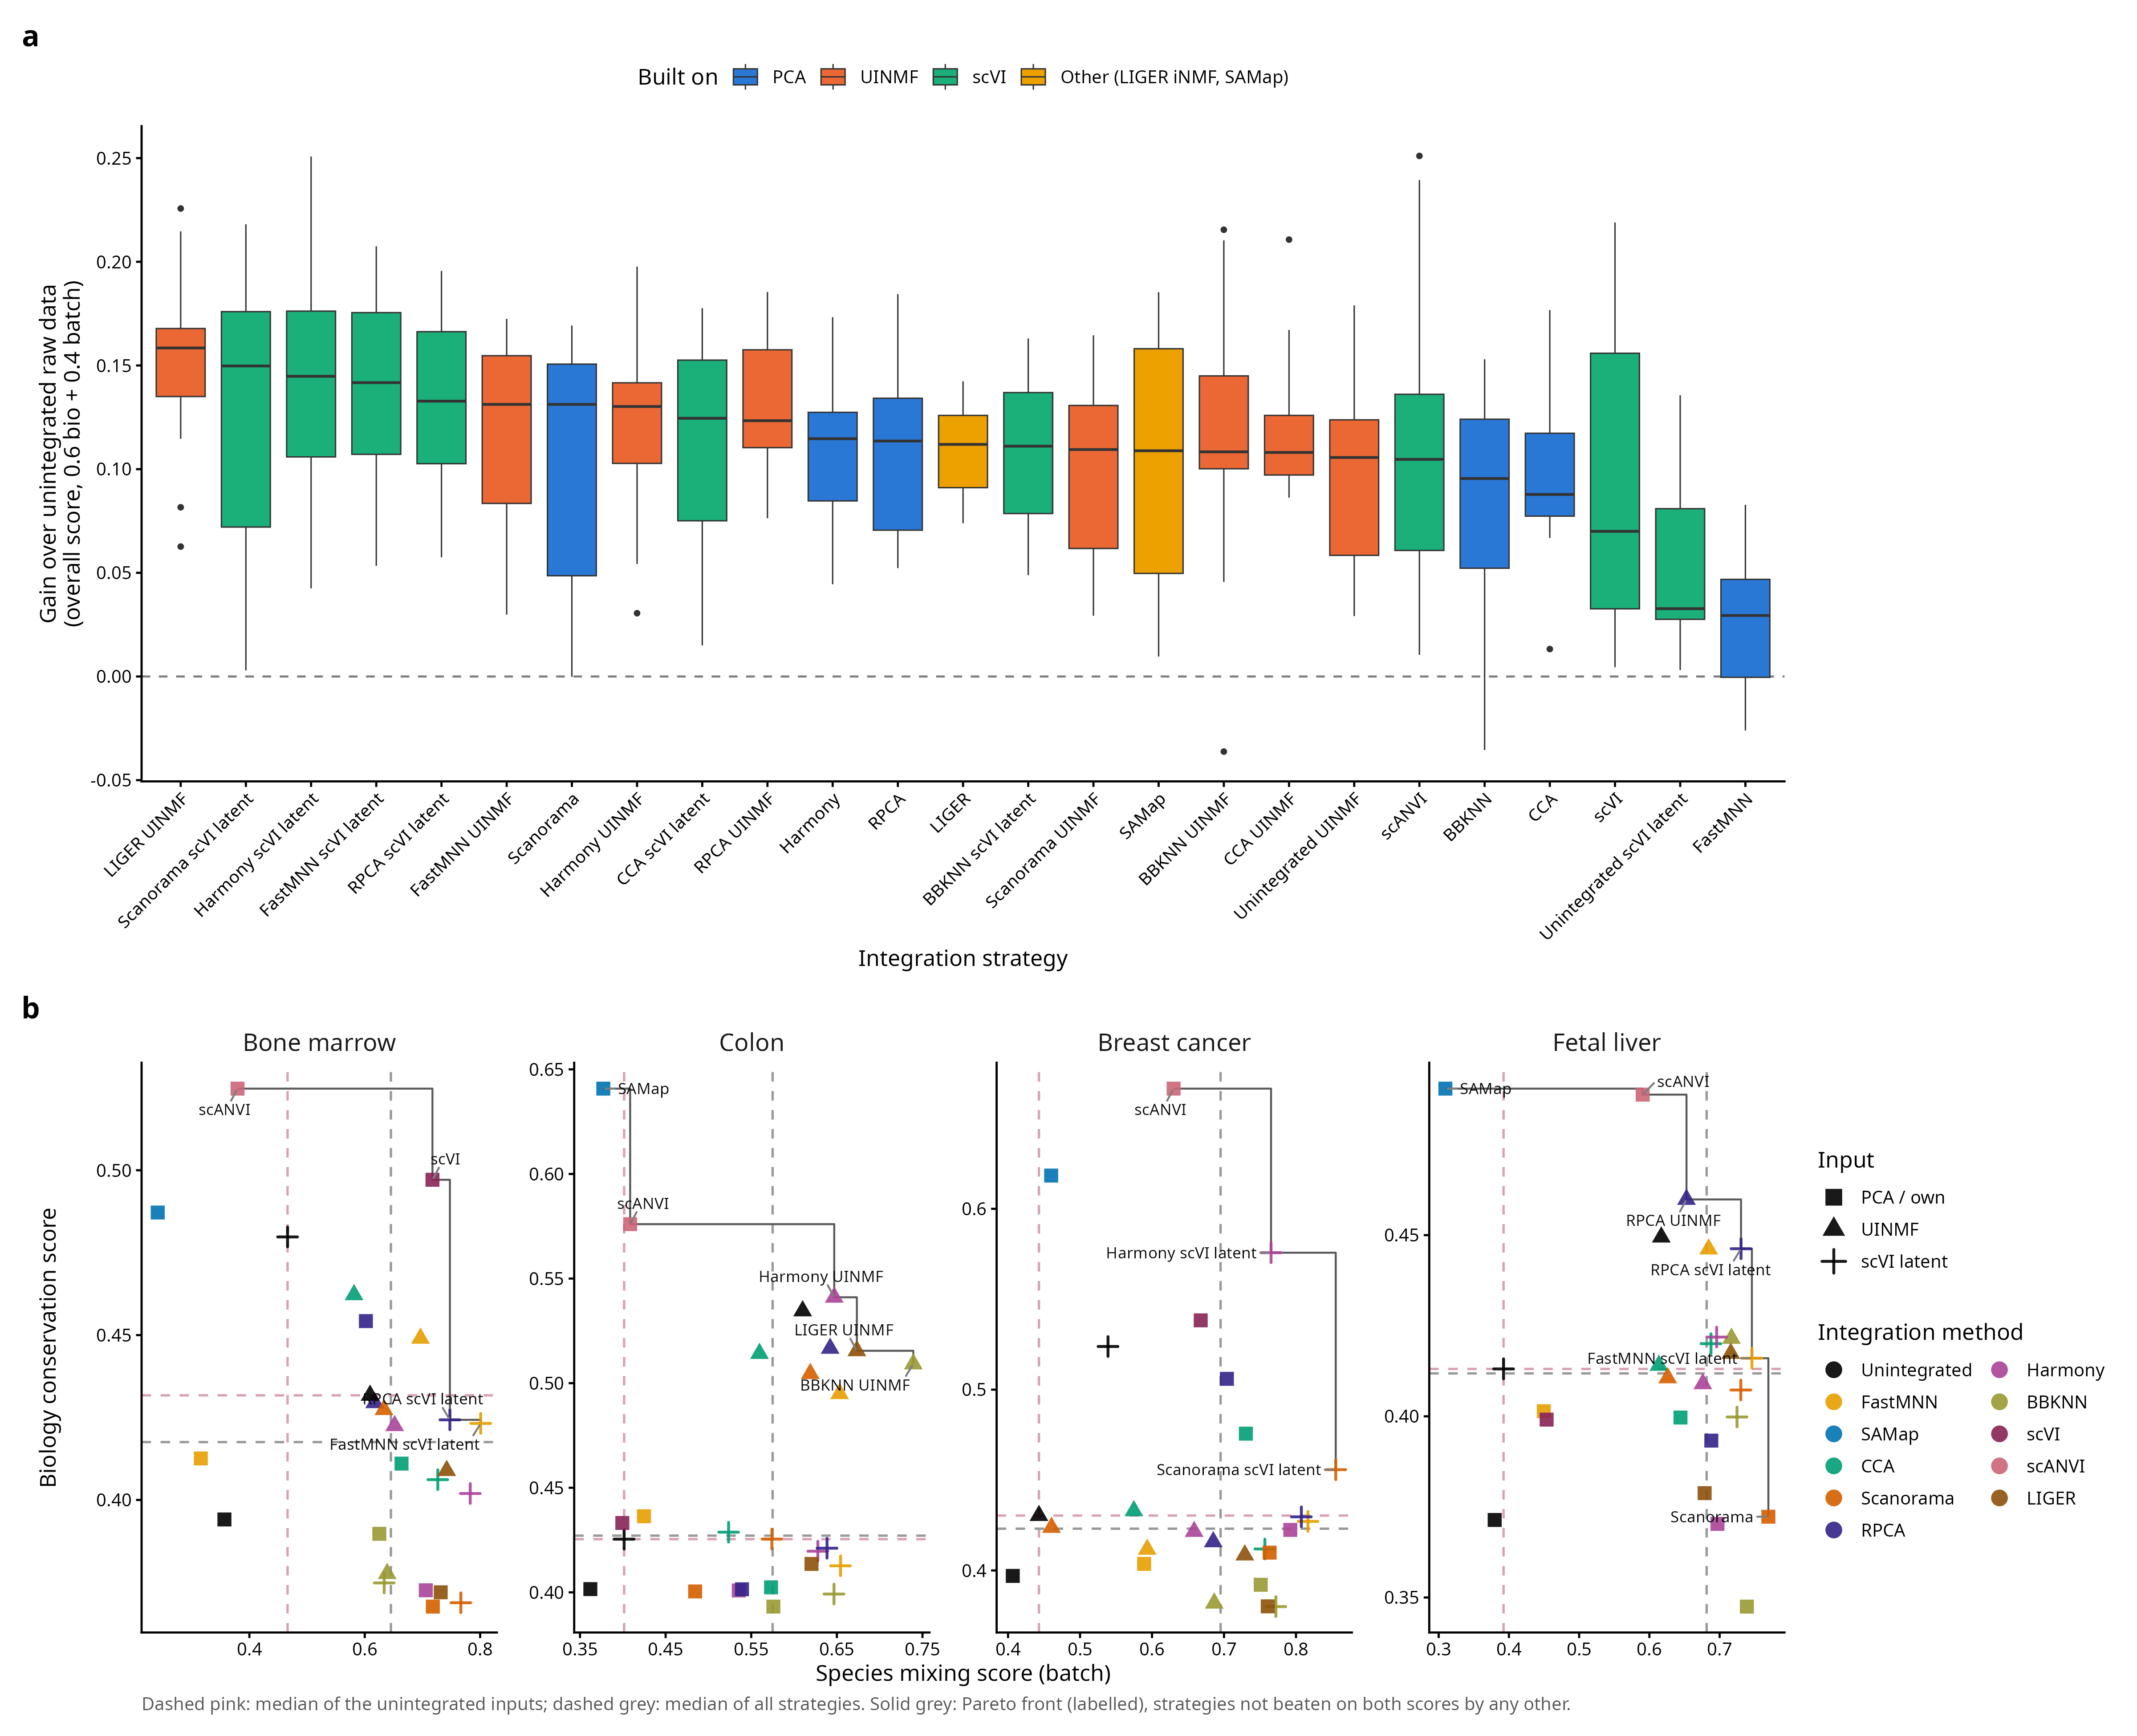 a
Built on PCA UINMF scVI Other (LIGER iNMF, SAMap)
Gain over unintegrated raw data
(overall score, 0.6 bio + 0.4 batch)
0.25
0.20
0.15
0.10
0.05
0.00
-0.05
LIGER UINMF
Scanorama scVI latent
Harmony scVI latent
FastMNN scVI latent
RPCA scVI latent
FastMNN UINMF
Scanorama
Harmony UINMF
CCA scVI latent
RPCA UINMF
Harmony
RPCA
LIGER
BBKNN scVI latent
Scanorama UINMF
SAMap
BBKNN UINMF
CCA UINMF
Unintegrated UINMF
scANVI
BBKNN
CCA
scVI
Unintegrated scVI latent
FastMNN
Integration strategy
b
Biology conservation score
Bone marrow
0.50
0.45
0.40
scANVI
scVI
RPCA scVI latent
FastMNN scVI latent
0.4 0.6 0.8
Colon
0.65
0.60
0.55
0.50
0.45
0.40
SAMap
scANVI
Harmony UINMF
LIGER UINMF
BBKNN UINMF
0.35 0.45 0.55 0.65 0.75
Breast cancer
0.6
0.5
0.4
scANVI
Harmony scVI latent
Scanorama scVI latent
0.4 0.5 0.6 0.7 0.8
Fetal liver
0.45
0.40
0.35
SAMap
scANVI
RPCA UINMF
RPCA scVI latent
FastMNN scVI latent
Scanorama
0.3 0.4 0.5 0.6 0.7
Species mixing score (batch)
Input
PCA / own
UINMF
scVI latent
Integration method
Unintegrated
FastMNN
SAMap
CCA
Scanorama
RPCA
Harmony
BBKNN
scVI
scANVI
LIGER
Dashed pink: median of the unintegrated inputs; dashed grey: median of all strategies. Solid grey: Pareto front (labelled), strategies not beaten on both scores by any other.